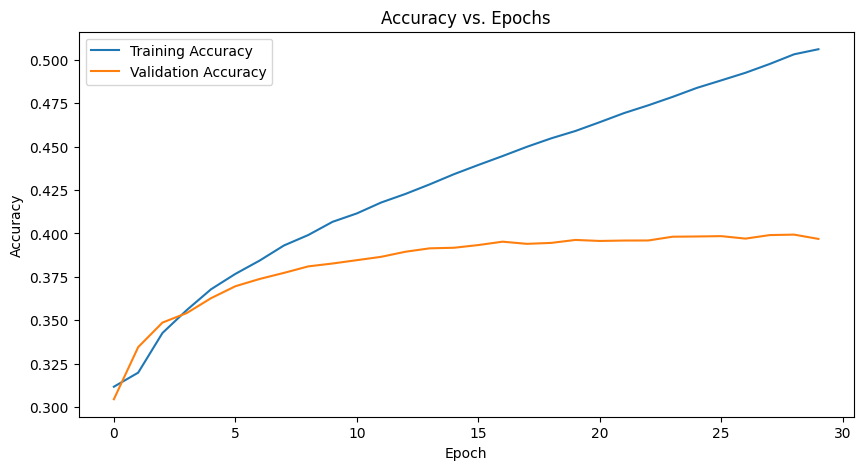 Accuracy vs. Epochs
Training Accuracy
Validation Accuracy
0.500
0.475
0.450
0.425
0.400
0.375
0.350
0.325
0.300
Accuracy
0 5 10 15 20 25 30
Epoch